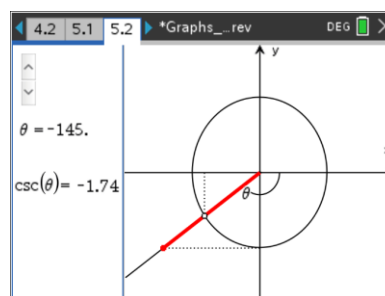 4.2 5.1 5.2 *Graphs_…rev DEG
y
θ =-145.
csc(θ)= -1.74
θ